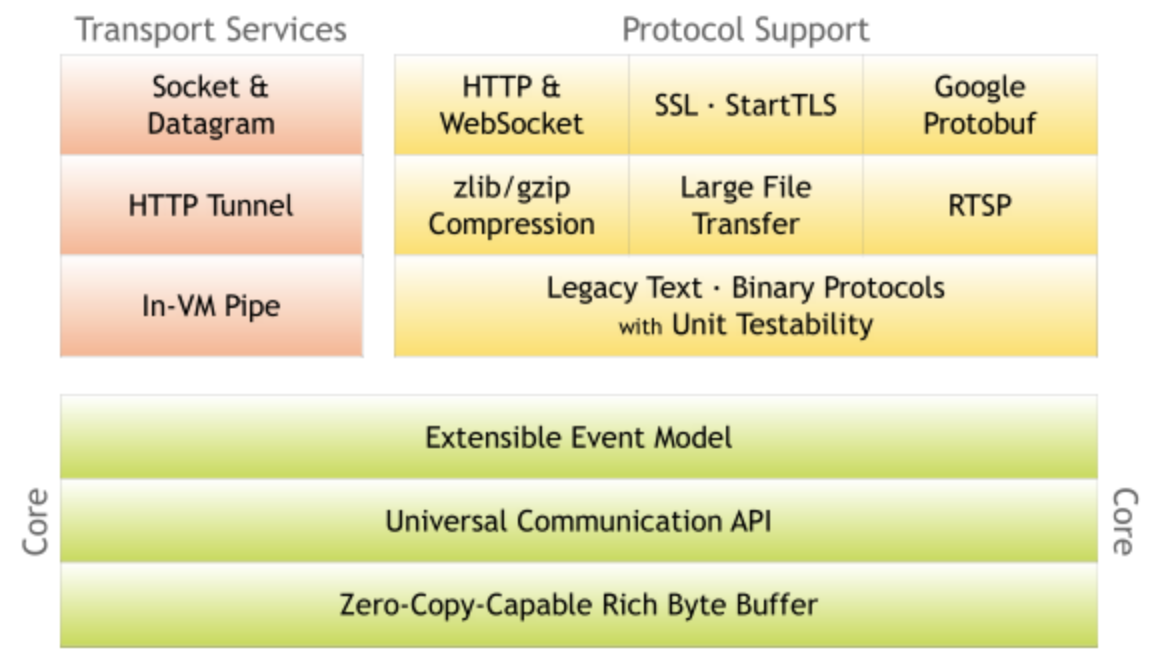 Transport Services
Protocol Support
Socket &
Datagram
HTTP &
WebSocket
SSL · StartTLS
Google
Protobuf
HTTP Tunnel
zlib/gzip
Compression
Large File
Transfer
RTSP
In-VM Pipe
Legacy Text · Binary Protocols
with Unit Testability
Core
Extensible Event Model
Universal Communication API
Zero-Copy-Capable Rich Byte Buffer
Core